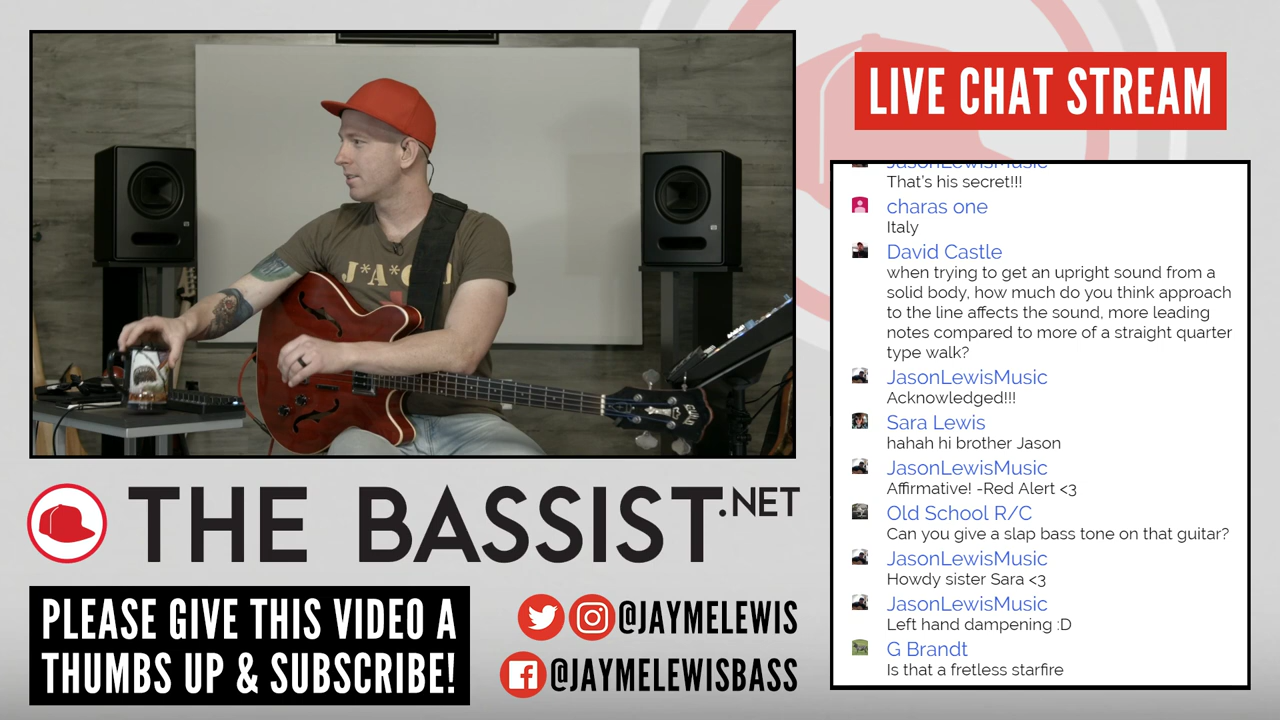 LIVE CHAT STREAM
JasonLewisMusic
That's his secret!!!
charas one
Italy
David Castle
when trying to get an upright sound from a
solid body, how much do you think approach
to the line affects the sound, more leading
notes compared to more of a straight quarter
type walk?
JasonLewisMusic
Acknowledged!!!
Sara Lewis
hahah hi brother Jason
JasonLewisMusic
Affirmative! -Red Alert <3
Old School R/C
Can you give a slap bass tone on that guitar?
JasonLewisMusic
Howdy sister Sara <3
JasonLewisMusic
Left hand dampening :D
G Brandt
Is that a fretless starfire
GUILD
THE BASSIST.NET
PLEASE GIVE THIS VIDEO A
THUMBS UP & SUBSCRIBE!
@JAYMELEWIS
@JAYMELEWISBASS